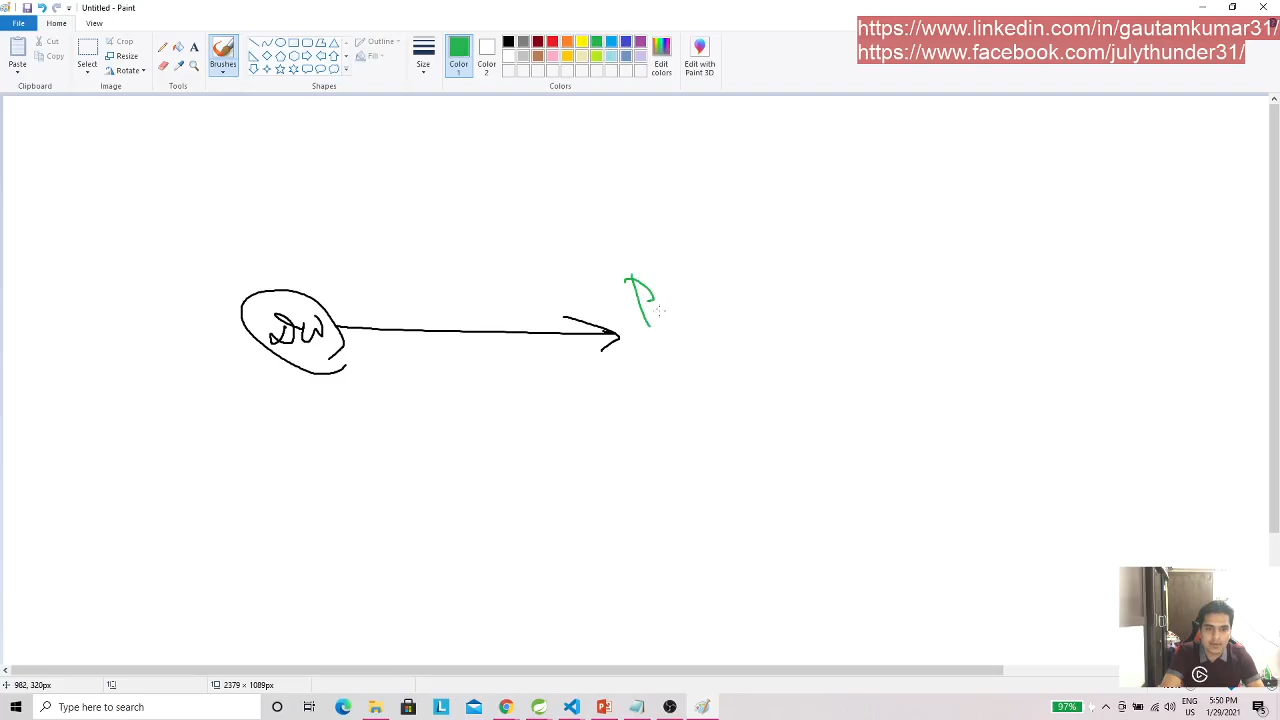 Untitled - Paint
https://www.linkedin.com/in/gautamkumar31/
https://www.facebook.com/julythunder31/
File
Home
View
Paste
Cut
Copy
Select
Crop
Resize
Rotate
Brushes
Outline
Fill
Size
Color 1
Color 2
Edit colors
Edit with Paint 3D
Clipboard
Image
Tools
Shapes
Colors
DW
P
982, 320px
2379 × 1089px
Type here to search
97%
ENG
US
5:50 PM
1/29/2021